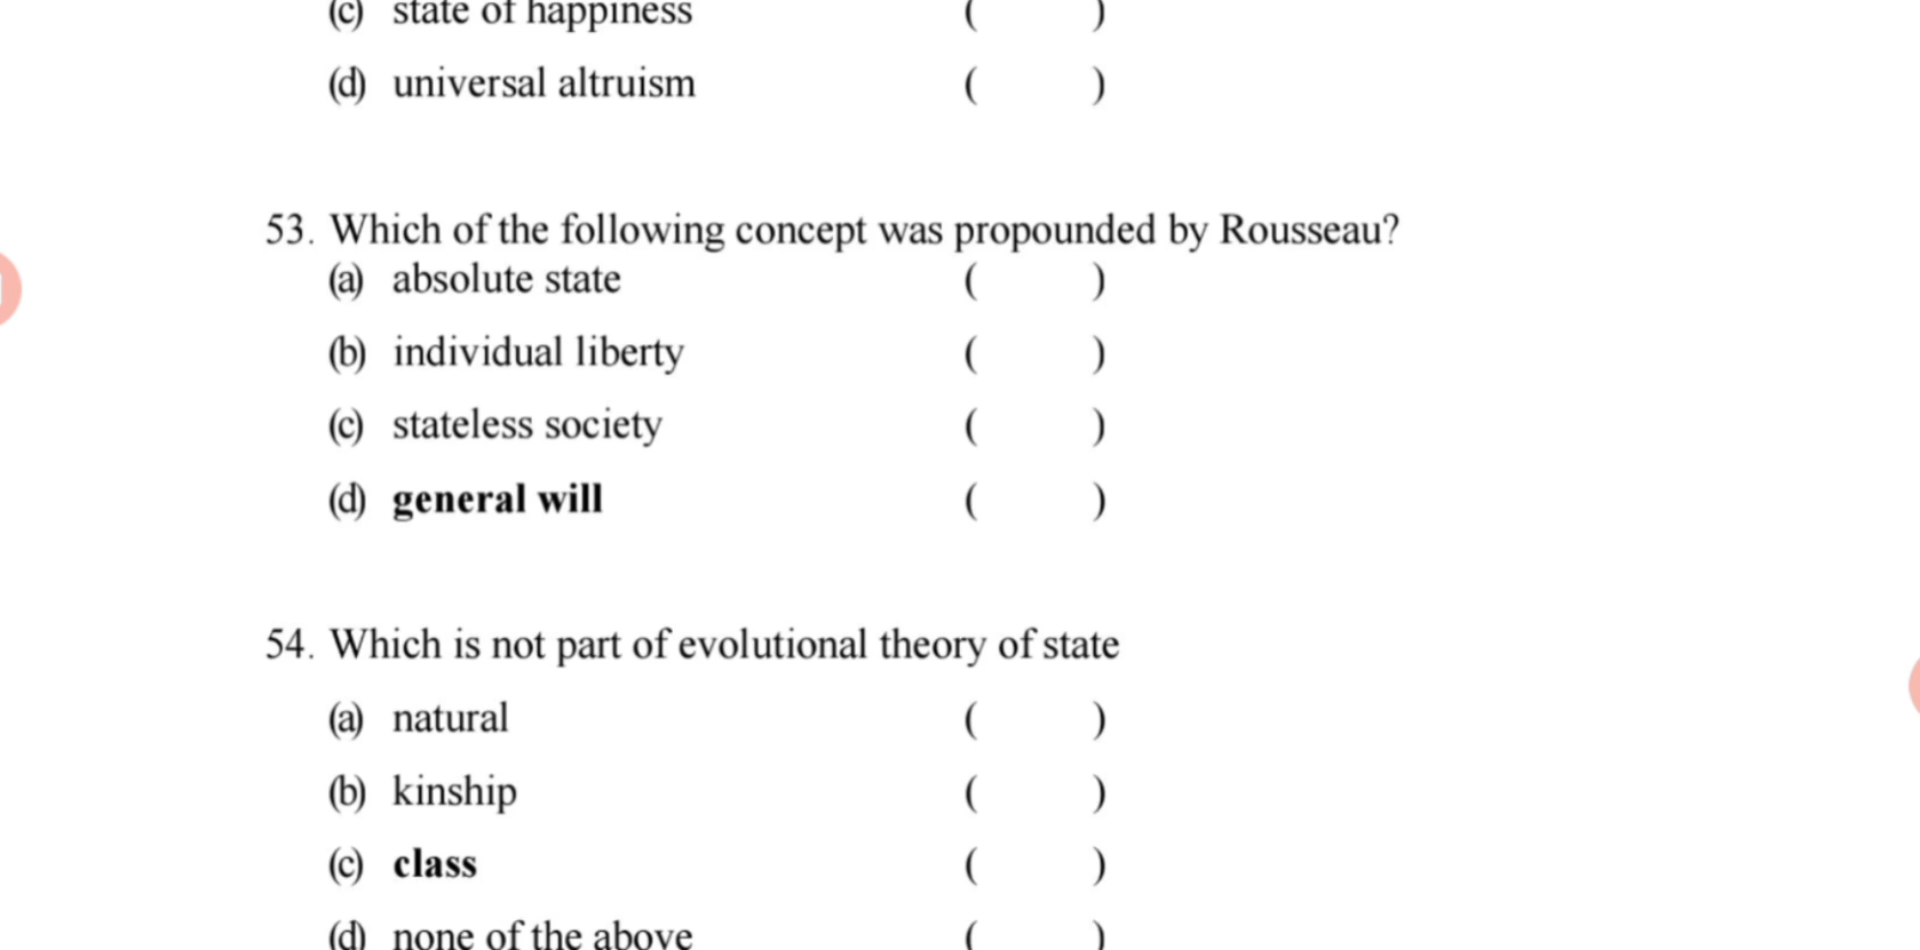 (c) state of happiness ( )
(d) universal altruism ( )
53. Which of the following concept was propounded by Rousseau?
(a) absolute state ( )
(b) individual liberty ( )
(c) stateless society ( )
(d) general will ( )
54. Which is not part of evolutional theory of state
(a) natural ( )
(b) kinship ( )
(c) class ( )
(d) none of the above ( )